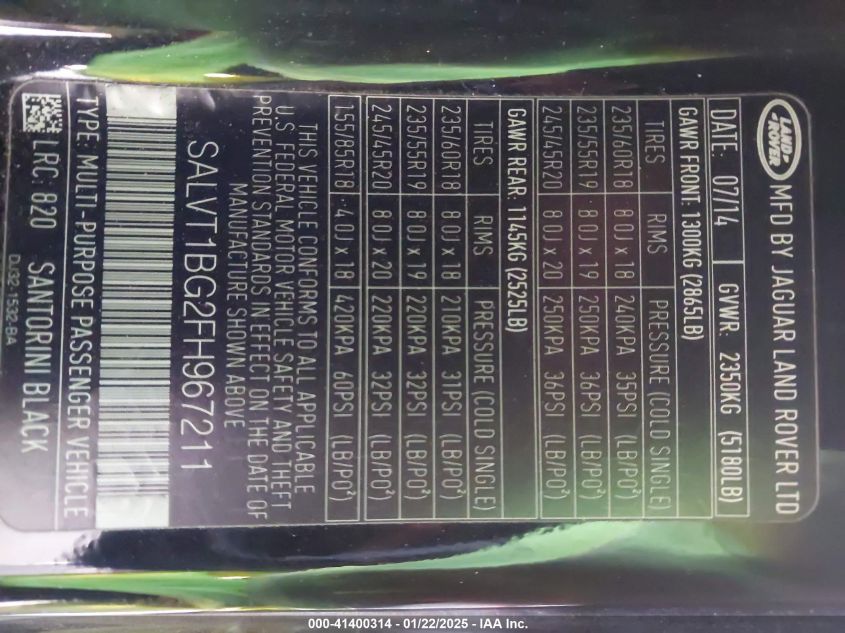 LAND
ROVER
MFD BY JAGUAR LAND ROVER LTD
DATE: 07/14 GVWR: 2350KG (5180LB)
GAWR FRONT: 1300KG (2865LB)
TIRES RIMS PRESSURE (COLD SINGLE)
235/60R18 8.0J x 18 240KPA 35PSI (LB/PO²)
235/55R19 8.0J x 19 250KPA 36PSI (LB/PO²)
245/45R20 8.0J x 20 250KPA 36PSI (LB/PO²)
GAWR REAR: 1145KG (2525LB)
TIRES RIMS PRESSURE (COLD SINGLE)
235/60R18 8.0J x 18 210KPA 31PSI (LB/PO²)
235/55R19 8.0J x 19 220KPA 32PSI (LB/PO²)
245/45R20 8.0J x 20 220KPA 32PSI (LB/PO²)
155/85R18 4.0J x 18 420KPA 60PSI (LB/PO²)
THIS VEHICLE CONFORMS TO ALL APPLICABLE
U.S. FEDERAL MOTOR VEHICLE SAFETY AND THEFT
PREVENTION STANDARDS IN EFFECT ON THE DATE OF
MANUFACTURE SHOWN ABOVE
SALVT1BG2FH967211
TYPE: MULTI-PURPOSE PASSENGER VEHICLE
LRC: 820 SANTORINI BLACK
DJ32-1532-BA
000-41400314 - 01/22/2025 - IAA Inc.